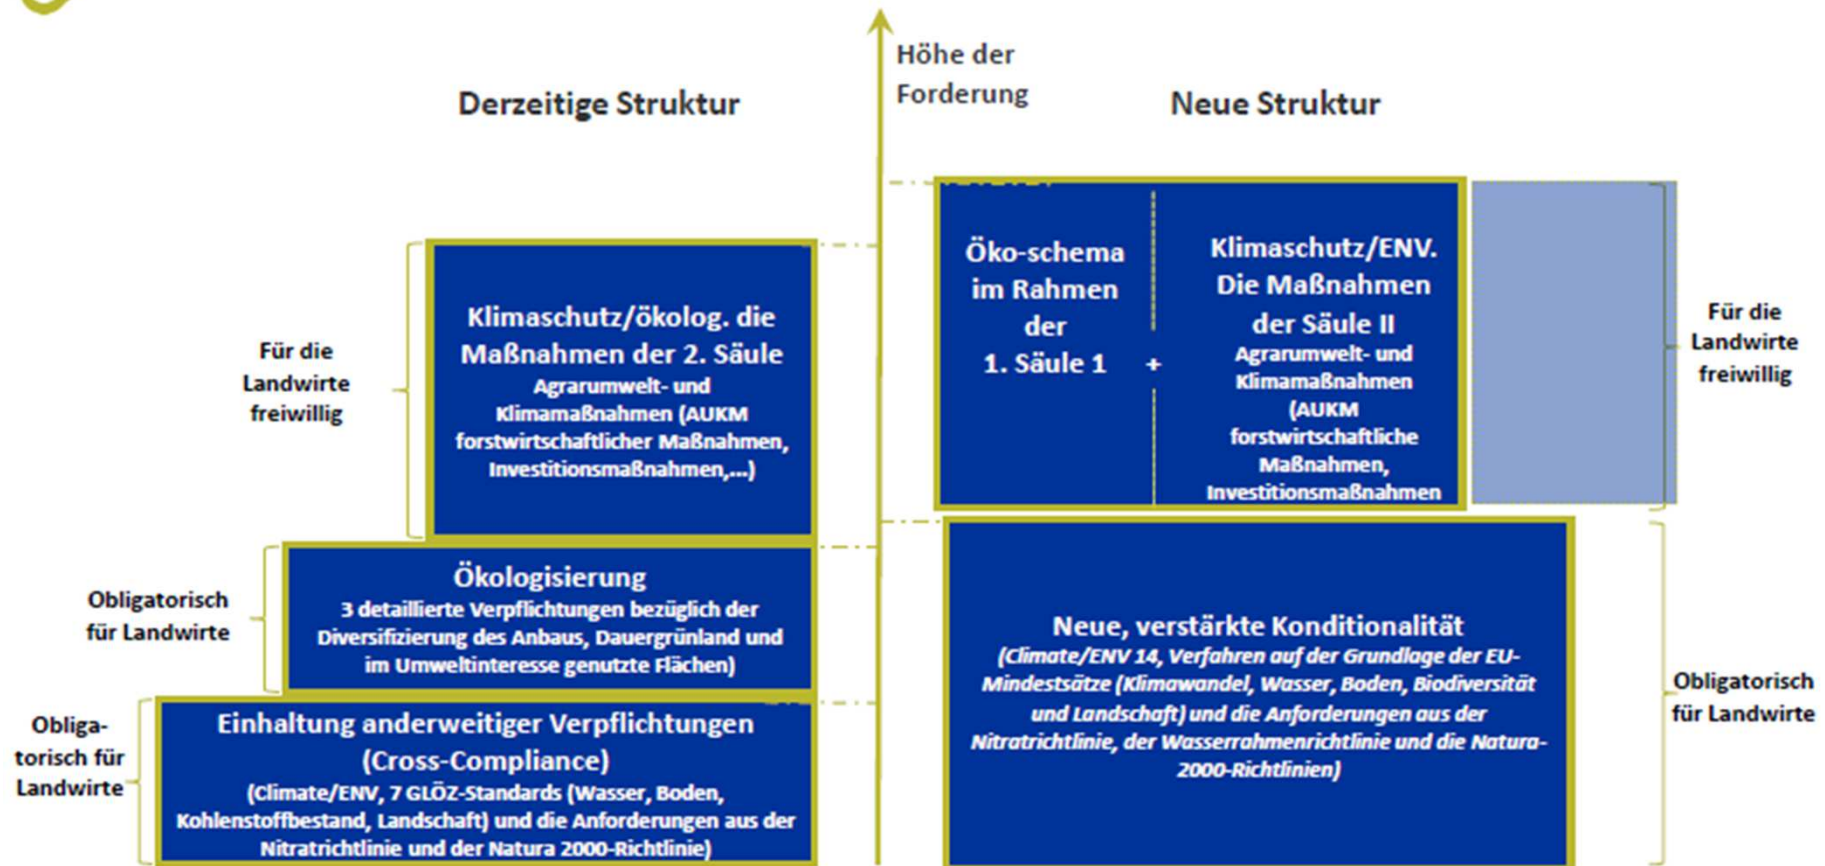 Höhe der
Forderung
Derzeitige Struktur
Neue Struktur
Für die
Landwirte
freiwillig
Klimaschutz/ökolog. die
Maßnahmen der 2. Säule
Agrarumwelt- und
Klimamaßnahmen (AUKM
forstwirtschaftlicher Maßnahmen,
Investitionsmaßnahmen,...)
Obligatorisch
für Landwirte
Ökologisierung
3 detaillierte Verpflichtungen bezüglich der
Diversifizierung des Anbaus, Dauergrünland und
im Umweltinteresse genutzte Flächen)
Obliga-
torisch für
Landwirte
Einhaltung anderweitiger Verpflichtungen
(Cross-Compliance)
(Climate/ENV, 7 GLÖZ-Standards (Wasser, Boden,
Kohlenstoffbestand, Landschaft) und die Anforderungen aus der
Nitratrichtlinie und der Natura 2000-Richtlinie)
Öko-schema
im Rahmen
der
1. Säule 1
+
Klimaschutz/ENV.
Die Maßnahmen
der Säule II
Agrarumwelt- und
Klimamaßnahmen
(AUKM
forstwirtschaftliche
Maßnahmen,
Investitionsmaßnahmen
Für die
Landwirte
freiwillig
Neue, verstärkte Konditionalität
(Climate/ENV 14, Verfahren auf der Grundlage der EU-
Mindestsätze (Klimawandel, Wasser, Boden, Biodiversität
und Landschaft) und die Anforderungen aus der
Nitratrichtlinie, der Wasserrahmenrichtlinie und die Natura-
2000-Richtlinien)
Obligatorisch
für Landwirte